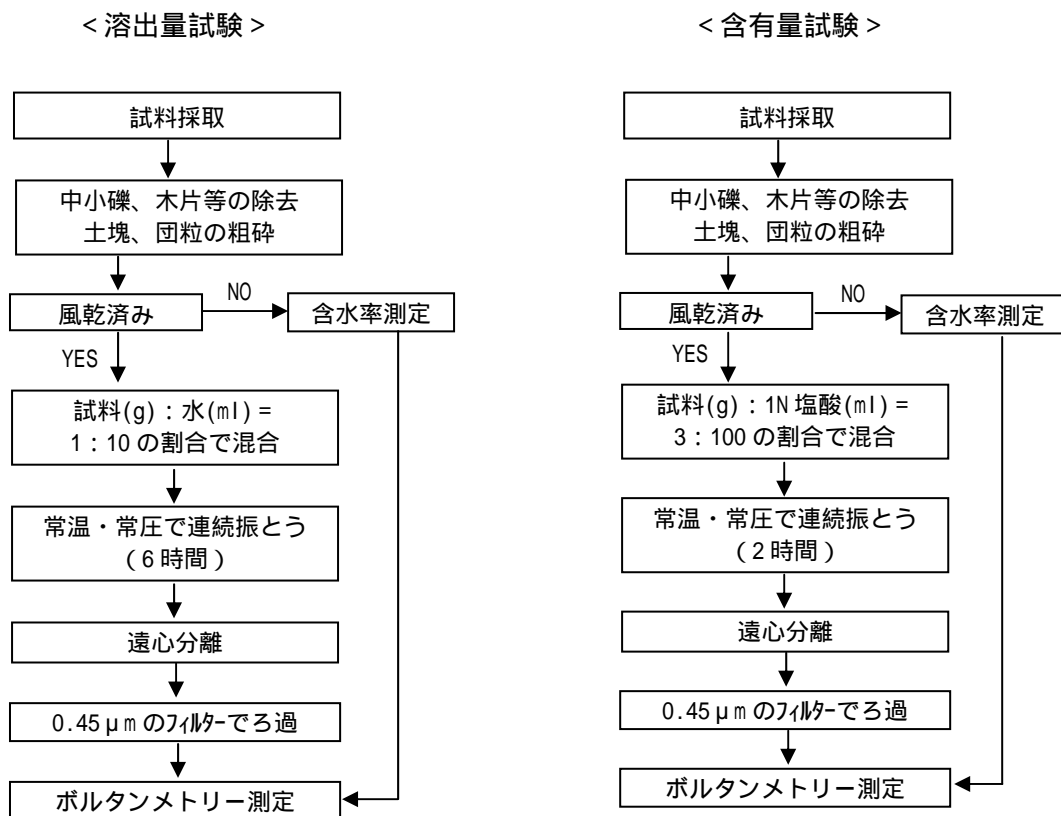 <溶出量試験>
試料採取
中小礫、木片等の除去
土塊、団粒の粗砕
風乾済み
NO
含水率測定
YES
試料(g)：水(ml)=
1：10の割合で混合
常温・常圧で連続振とう
(6時間)
遠心分離
0.45μmのﾌｨﾙﾀｰでろ過
ボルタンメトリー測定
<含有量試験>
試料採取
中小礫、木片等の除去
土塊、団粒の粗砕
風乾済み
NO
含水率測定
YES
試料(g)：1N塩酸(ml)=
3：100の割合で混合
常温・常圧で連続振とう
(2時間)
遠心分離
0.45μmのﾌｨﾙﾀｰでろ過
ボルタンメトリー測定